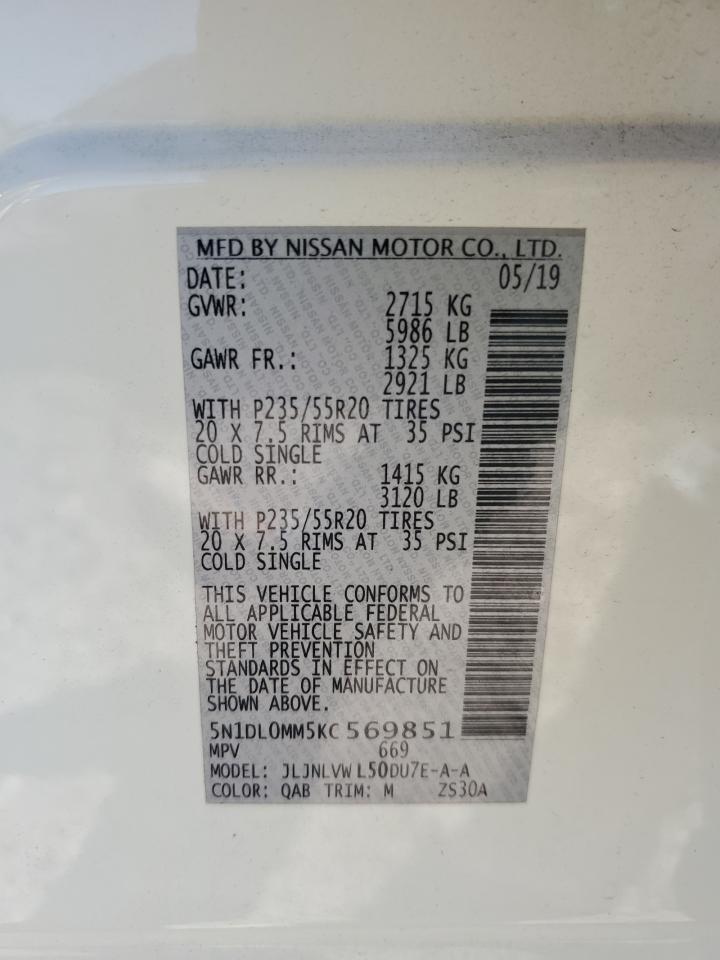 MFD BY NISSAN MOTOR CO., LTD.
DATE: 05/19
GVWR: 2715 KG
5986 LB
GAWR FR.: 1325 KG
2921 LB
WITH P235/55R20 TIRES
20 X 7.5 RIMS AT 35 PSI
COLD SINGLE
GAWR RR.: 1415 KG
3120 LB
WITH P235/55R20 TIRES
20 X 7.5 RIMS AT 35 PSI
COLD SINGLE
THIS VEHICLE CONFORMS TO
ALL APPLICABLE FEDERAL
MOTOR VEHICLE SAFETY AND
THEFT PREVENTION
STANDARDS IN EFFECT ON
THE DATE OF MANUFACTURE
SHOWN ABOVE.
5N1DL0MM5KC569851
MPV 669
MODEL: JLJNLVW L50DU7E-A-A
COLOR: QAB TRIM: M ZS30A